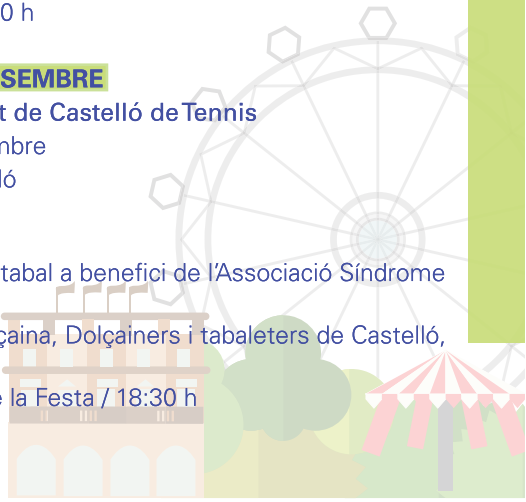 0 h
SEMBRE
t de Castelló de Tennis
mbre
ló
tabal a benefici de l'Associació Síndrome
çaina, Dolçainers i tabaleters de Castelló,
e la Festa / 18:30 h